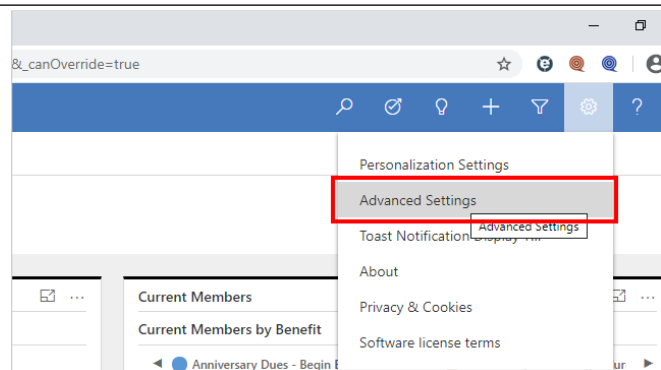 &_canOverride=true
Personalization Settings
Advanced Settings
Advanced Settings
Toast Notification Display
About
Current Members
Privacy & Cookies
Current Members by Benefit
Software license terms
Anniversary Dues - Begin
ur